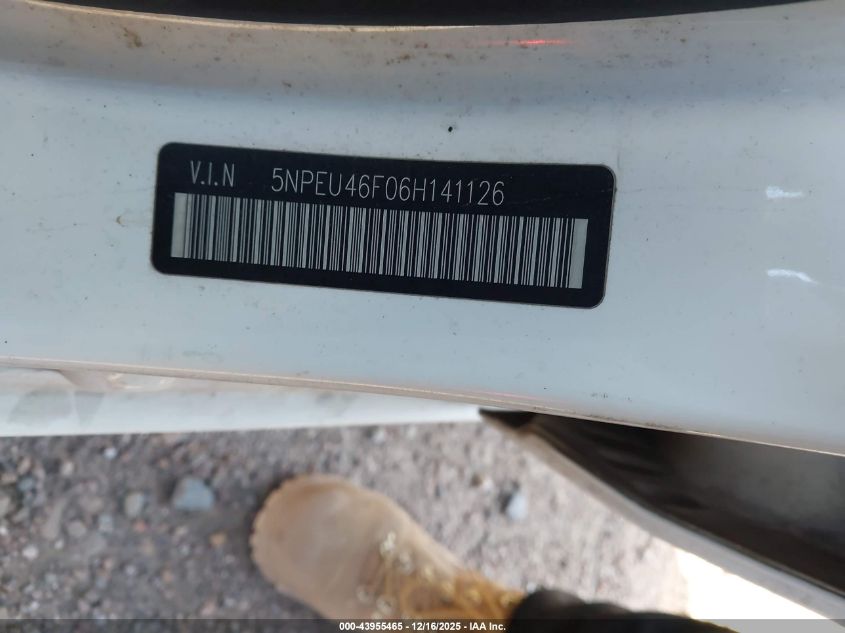 V.I.N 5NPEU46F06H141126
000-43955465 - 12/16/2025 - IAA Inc.